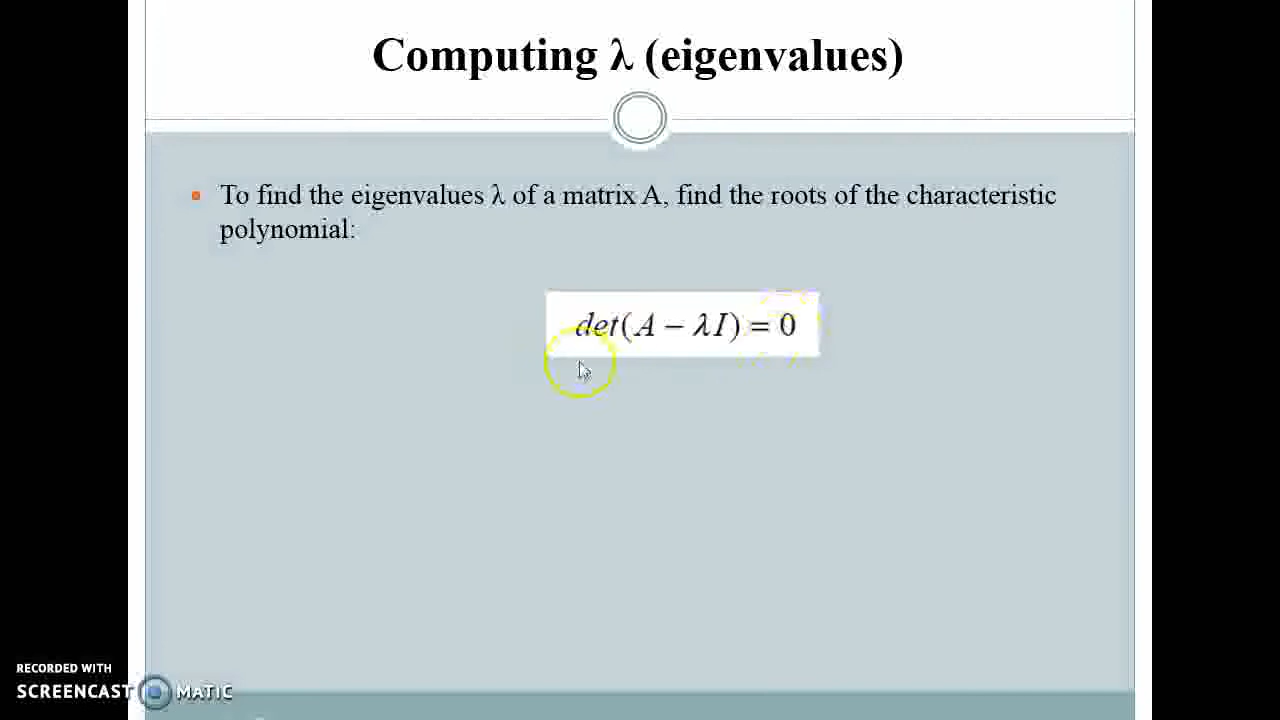 Computing λ (eigenvalues)
To find the eigenvalues λ of a matrix A, find the roots of the characteristic
polynomial:
det(A − λI) = 0
RECORDED WITH
SCREENCAST MATIC